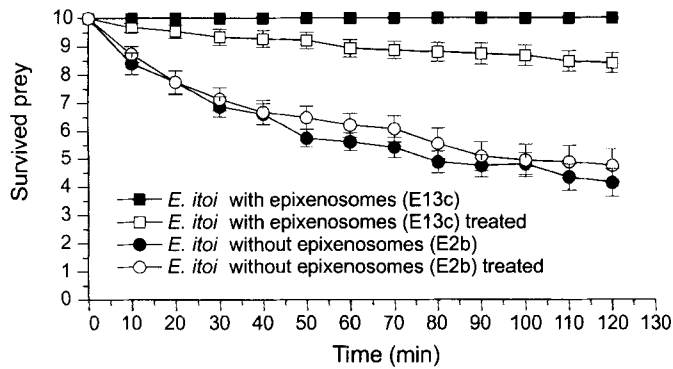 10
9
8
7
6
5
4
3
2
1
0
Survived prey
E. itoi with epixenosomes (E13c)
E. itoi with epixenosomes (E13c) treated
E. itoi without epixenosomes (E2b)
E. itoi without epixenosomes (E2b) treated
0 10 20 30 40 50 60 70 80 90 100 110 120 130
Time (min)